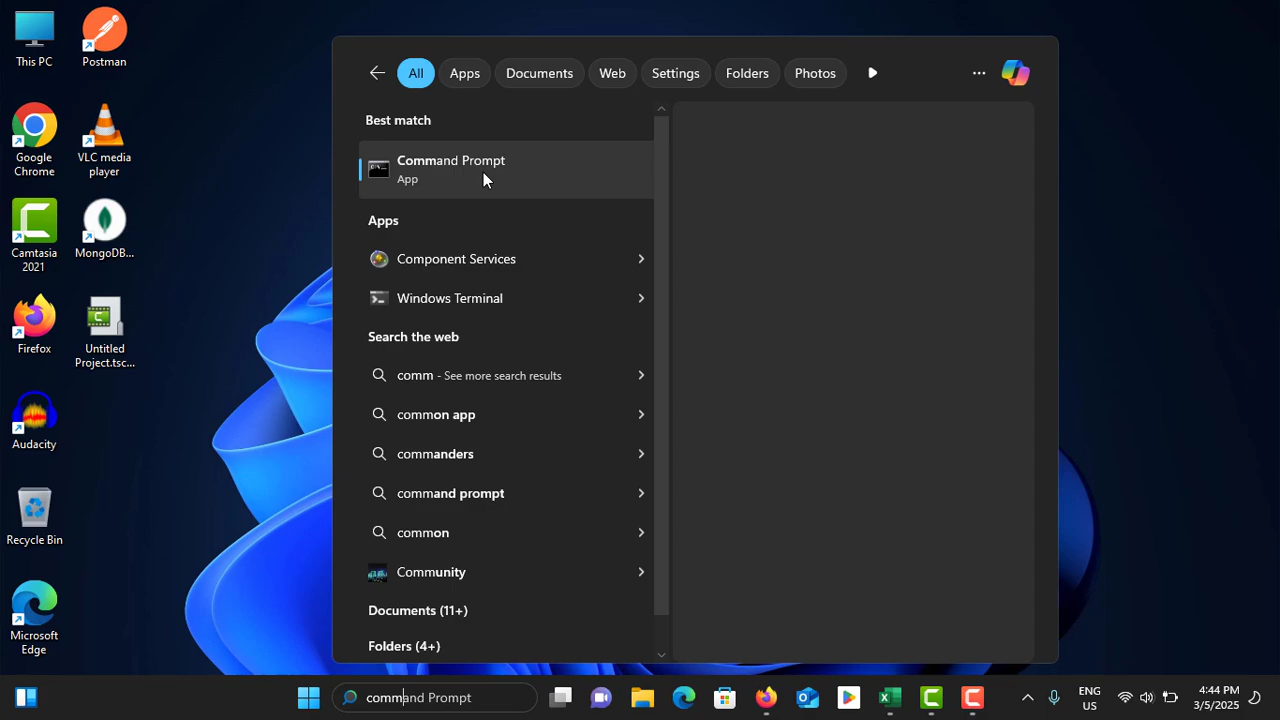 This PC
Postman
Google
Chrome
VLC media
player
Camtasia
2021
MongoDB...
Firefox
Untitled
Project.tsc...
Audacity
Recycle Bin
Microsoft
Edge
All
Apps
Documents
Web
Settings
Folders
Photos
Best match
Command Prompt
App
Apps
Component Services
Windows Terminal
Search the web
comm - See more search results
common app
commanders
command prompt
common
Community
Documents (11+)
Folders (4+)
command Prompt
ENG
US
4:44 PM
3/5/2025